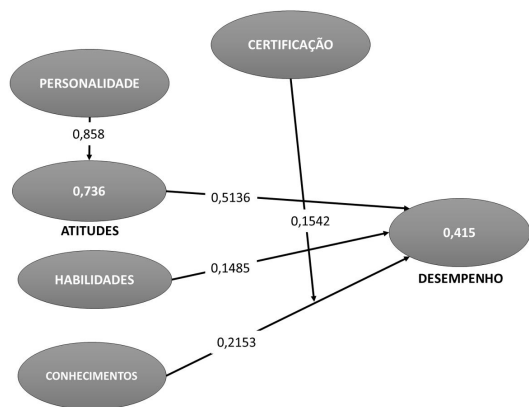 CERTIFICAÇÃO
PERSONALIDADE
0,858
0,736
ATITUDES
0,5136
0,1542
0,415
DESEMPENHO
HABILIDADES
0,1485
0,2153
CONHECIMENTOS